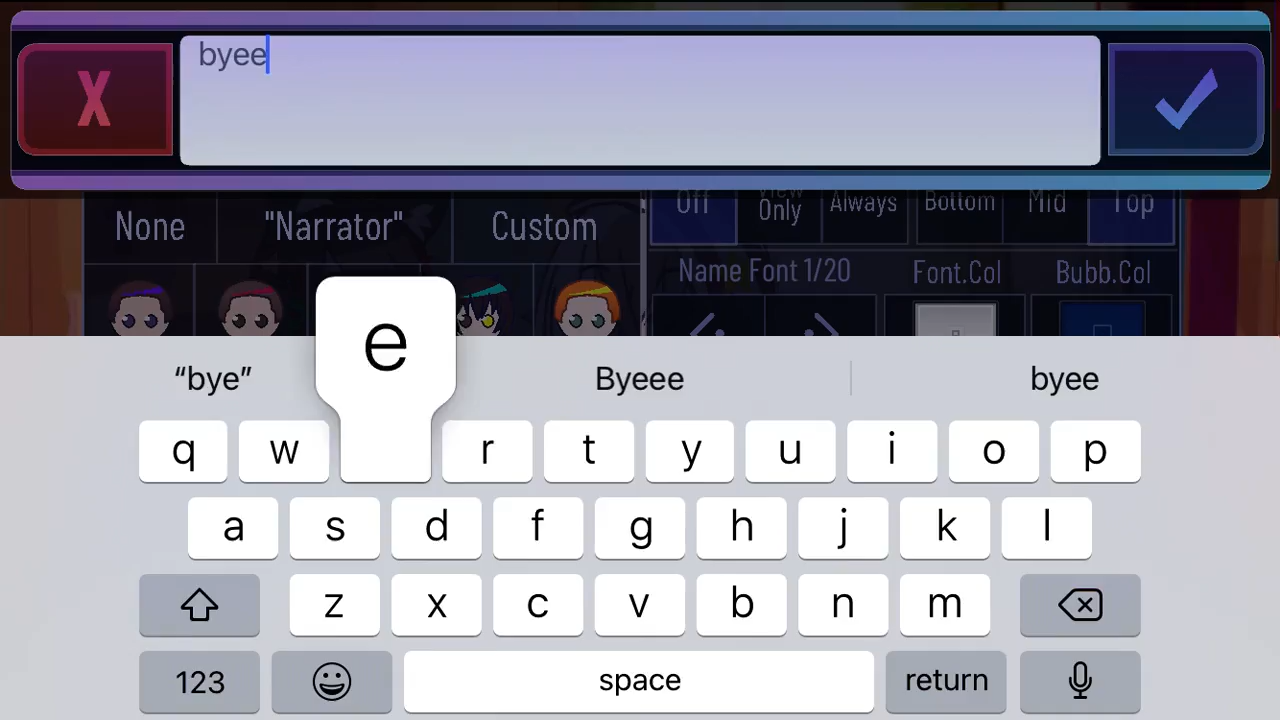 byee
X
Off
View Only
Always
Bottom
Mid
Top
None
"Narrator"
Custom
Name Font 1/20
Font.Col
Bubb.Col
e
“bye”
Byeee
byee
q w r t y u i o p
a s d f g h j k l
z x c v b n m
123
space
return